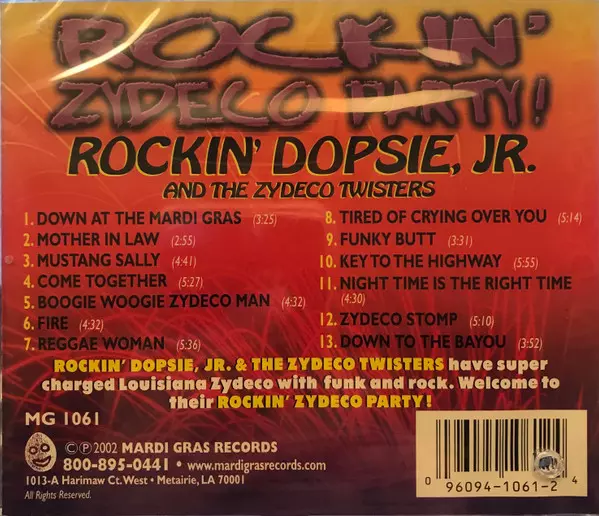 ROCKIN'
ZYDECO PARTY!
ROCKIN' DOPSIE, JR.
AND THE ZYDECO TWISTERS
1. DOWN AT THE MARDI GRAS (3:25)
2. MOTHER IN LAW (2:55)
3. MUSTANG SALLY (4:41)
4. COME TOGETHER (5:27)
5. BOOGIE WOOGIE ZYDECO MAN (4:32)
6. FIRE (4:32)
7. REGGAE WOMAN (5:36)
8. TIRED OF CRYING OVER YOU (5:14)
9. FUNKY BUTT (3:31)
10. KEY TO THE HIGHWAY (5:55)
11. NIGHT TIME IS THE RIGHT TIME
(4:30)
12. ZYDECO STOMP (5:10)
13. DOWN TO THE BAYOU (3:52)
ROCKIN' DOPSIE, JR. & THE ZYDECO TWISTERS have super
charged Louisiana Zydeco with funk and rock. Welcome to
their ROCKIN' ZYDECO PARTY!
MG 1061
©℗2002 MARDI GRAS RECORDS
800-895-0441 • www.mardigrasrecords.com
1013-A Harimaw Ct. West • Metairie, LA 70001
All Rights Reserved.
0 96094-1061-2 4